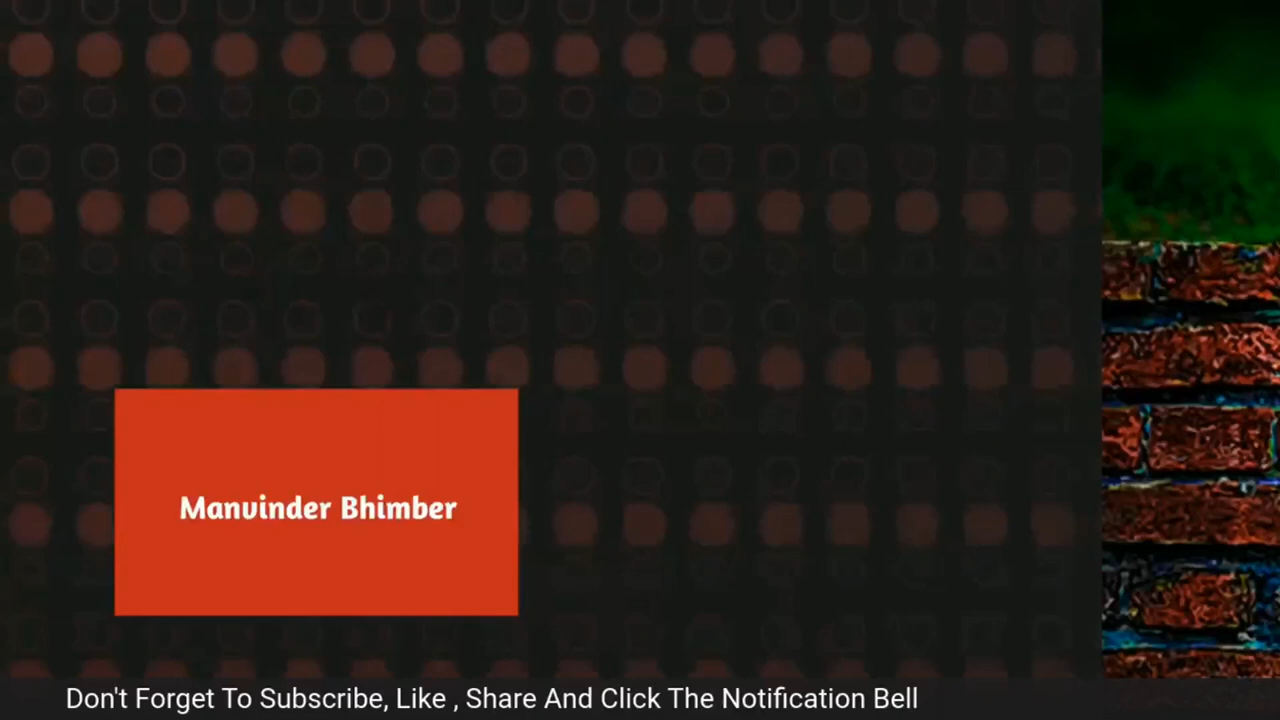 Manvinder Bhimber
Don't Forget To Subscribe, Like , Share And Click The Notification Bell